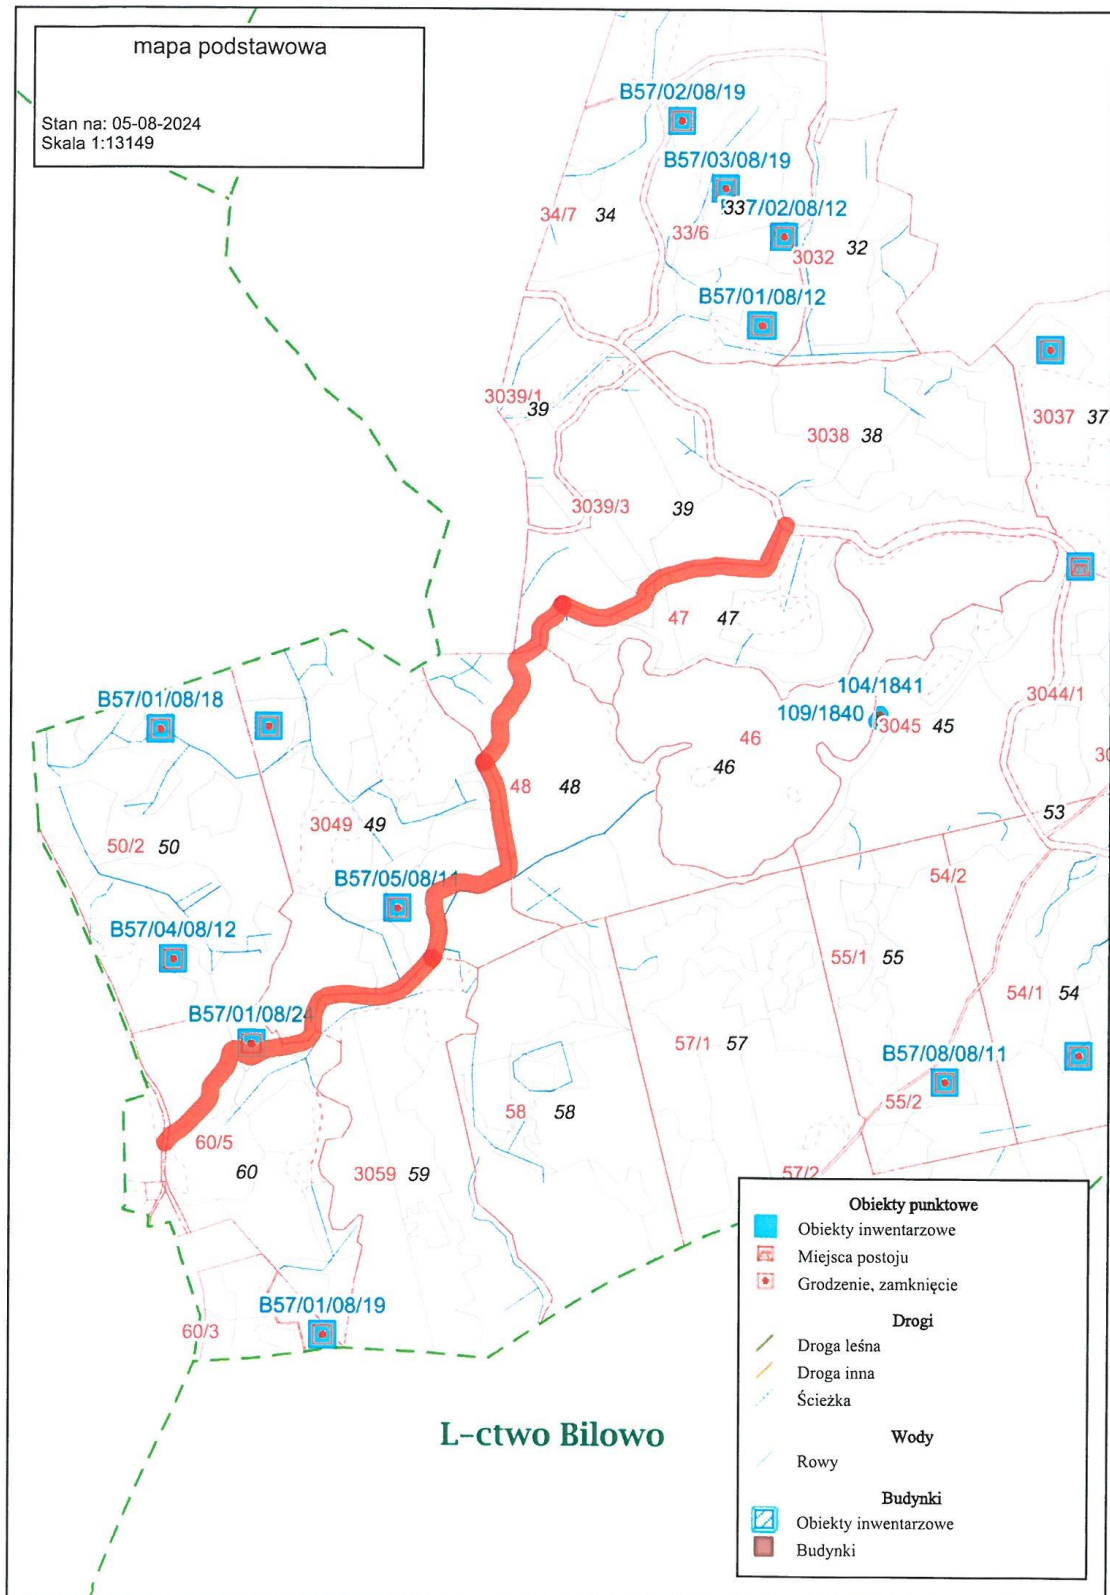 mapa podstawowa
Stan na: 05-08-2024
Skala 1:13149
B57/02/08/19
B57/03/08/19
34/7 34
33/6
33
7/02/08/12
3032 32
B57/01/08/12
3039/1
39
3037 37
3038 38
3039/3 39
47 47
104/1841
109/1840
3045 45
3044/1
B57/01/08/18
46
46
48 48
30
53
3049 49
50/2 50
B57/05/08/11
54/2
B57/04/08/12
55/1 55
54/1 54
B57/01/08/24
57/1 57
B57/08/08/11
55/2
58 58
60/5
60
3059 59
57/2
B57/01/08/19
60/3
L-ctwo Bilowo
Obiekty punktowe
Obiekty inwentarzowe
Miejsca postoju
Grodzenie, zamknięcie
Drogi
Droga leśna
Droga inna
Ścieżka
Wody
Rowy
Budynki
Obiekty inwentarzowe
Budynki